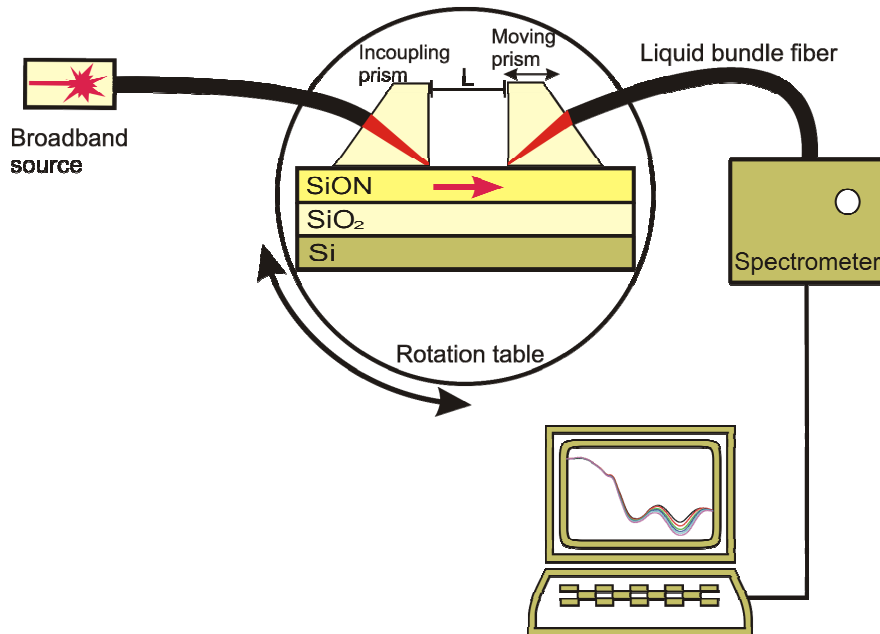 Incoupling
prism
L
Moving
prism
Liquid bundle fiber
Broadband
source
SiON
SiO₂
Si
Spectrometer
Rotation table